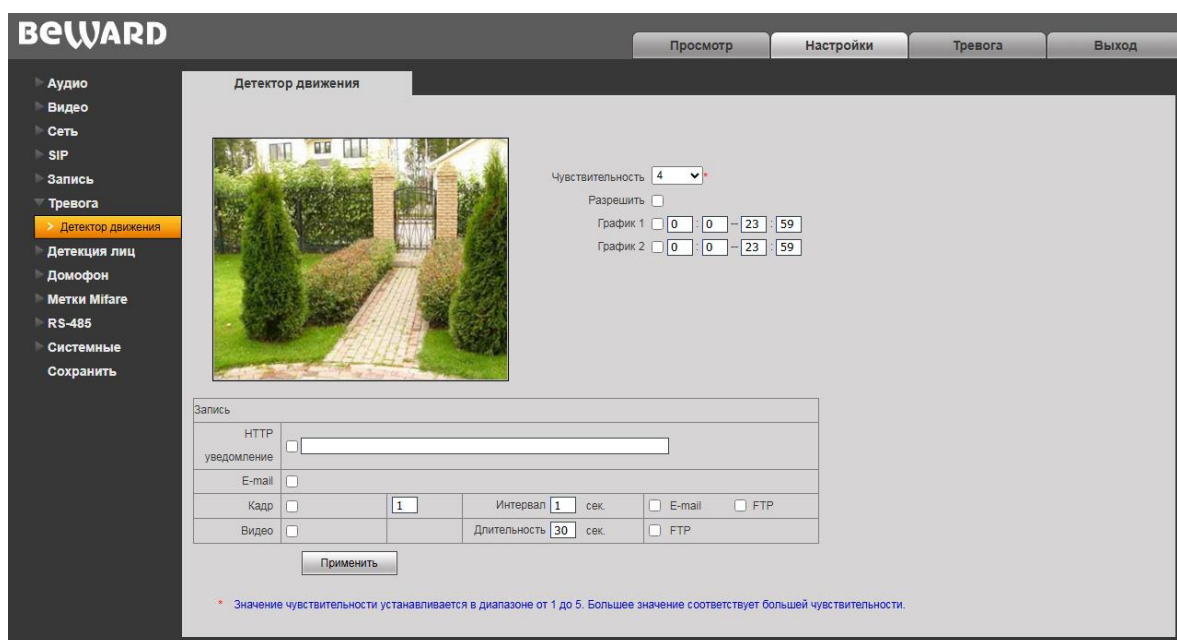 BEWARD
Просмотр Настройки Тревога Выход
Аудио
Видео
Сеть
SIP
Запись
Тревога
> Детектор движения
Детекция лиц
Домофон
Метки Mifare
RS-485
Системные
Сохранить
Детектор движения
Чувствительность 4 *
Разрешить
График 1 0 : 0 – 23 : 59
График 2 0 : 0 – 23 : 59
Запись
HTTP
уведомление
E-mail
Кадр 1 Интервал 1 сек. E-mail FTP
Видео Длительность 30 сек. FTP
Применить
* Значение чувствительности устанавливается в диапазоне от 1 до 5. Большее значение соответствует большей чувствительности.